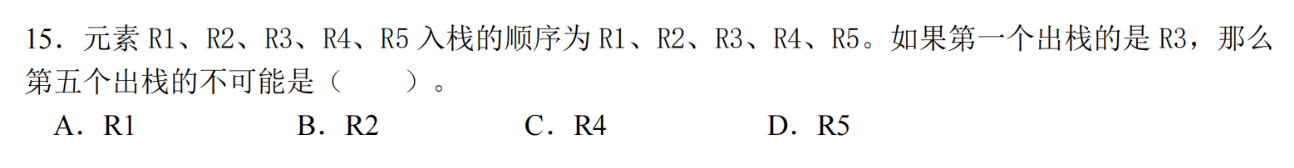 15．元素 R1、R2、R3、R4、R5 入栈的顺序为 R1、R2、R3、R4、R5。如果第一个出栈的是 R3，那么
第五个出栈的不可能是（　　）。
A．R1　　B．R2　　C．R4　　D．R5